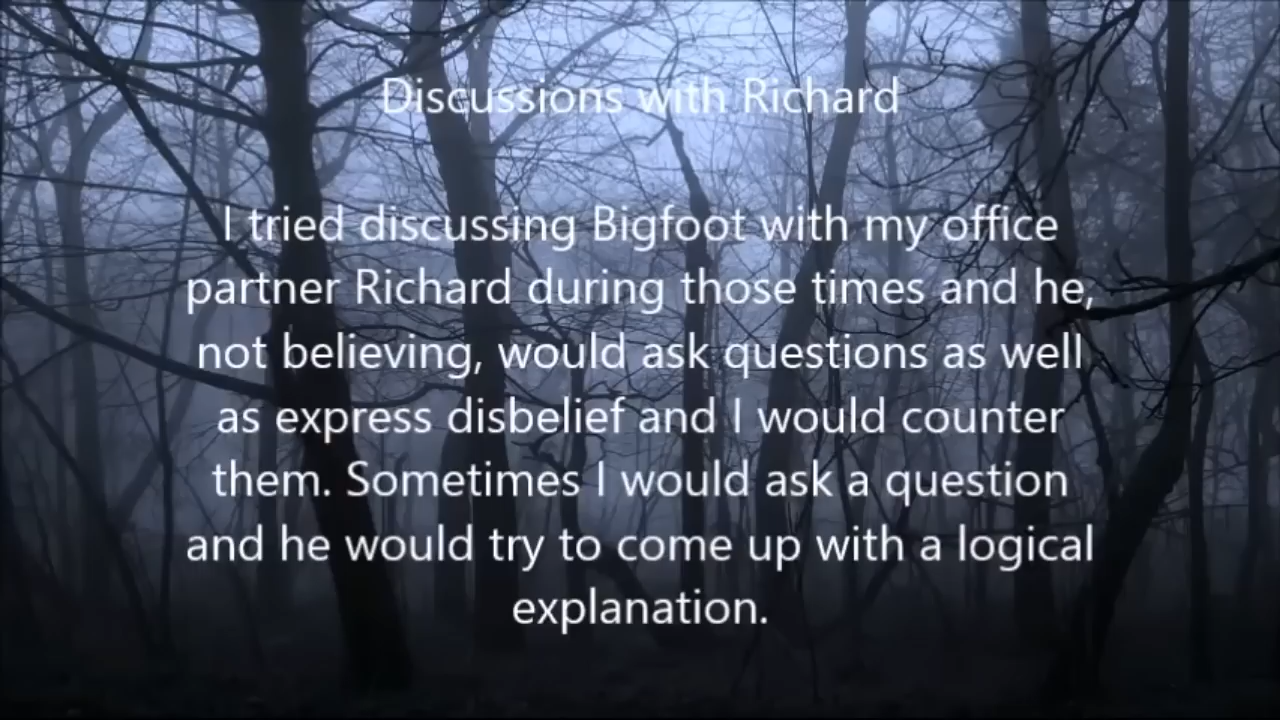 Discussions with Richard
I tried discussing Bigfoot with my office
partner Richard during those times and he,
not believing, would ask questions as well
as express disbelief and I would counter
them. Sometimes I would ask a question
and he would try to come up with a logical
explanation.